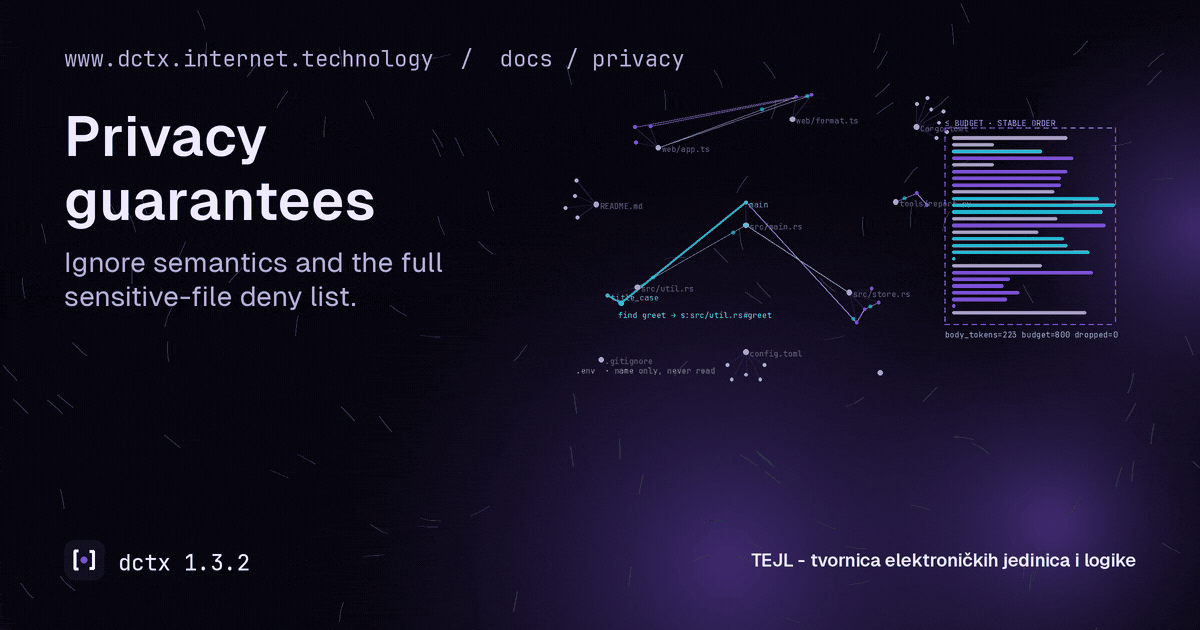 www.dctx.internet.technology / docs / privacy
Privacy
guarantees
Ignore semantics and the full
sensitive-file deny list.
web/format.ts
web/app.ts
≤ BUDGET · STABLE ORDER
README.md
main
src/main.rs
src/util.rs
title_case
src/store.rs
find greet → s:src/util.rs#greet
body_tokens=223 budget=800 dropped=0
.gitignore
config.toml
.env · name only, never read
dctx 1.3.2
TEJL - tvornica elektroničkih jedinica i logike